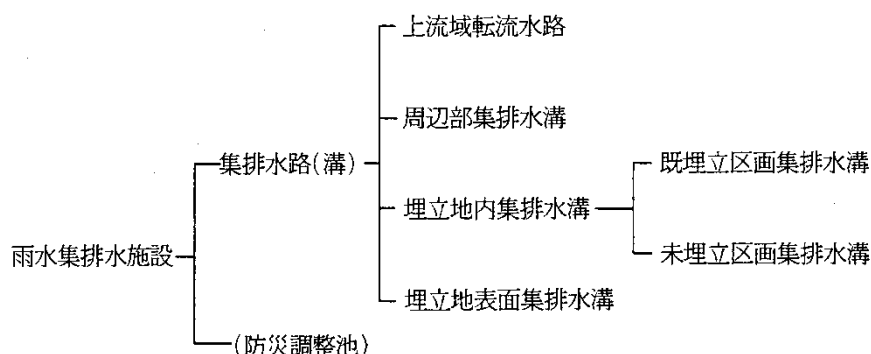 上流域転流水路
周辺部集排水溝
集排水路(溝)
既埋立区画集排水溝
埋立地内集排水溝
未埋立区画集排水溝
雨水集排水施設
埋立地表面集排水溝
(防災調整池)